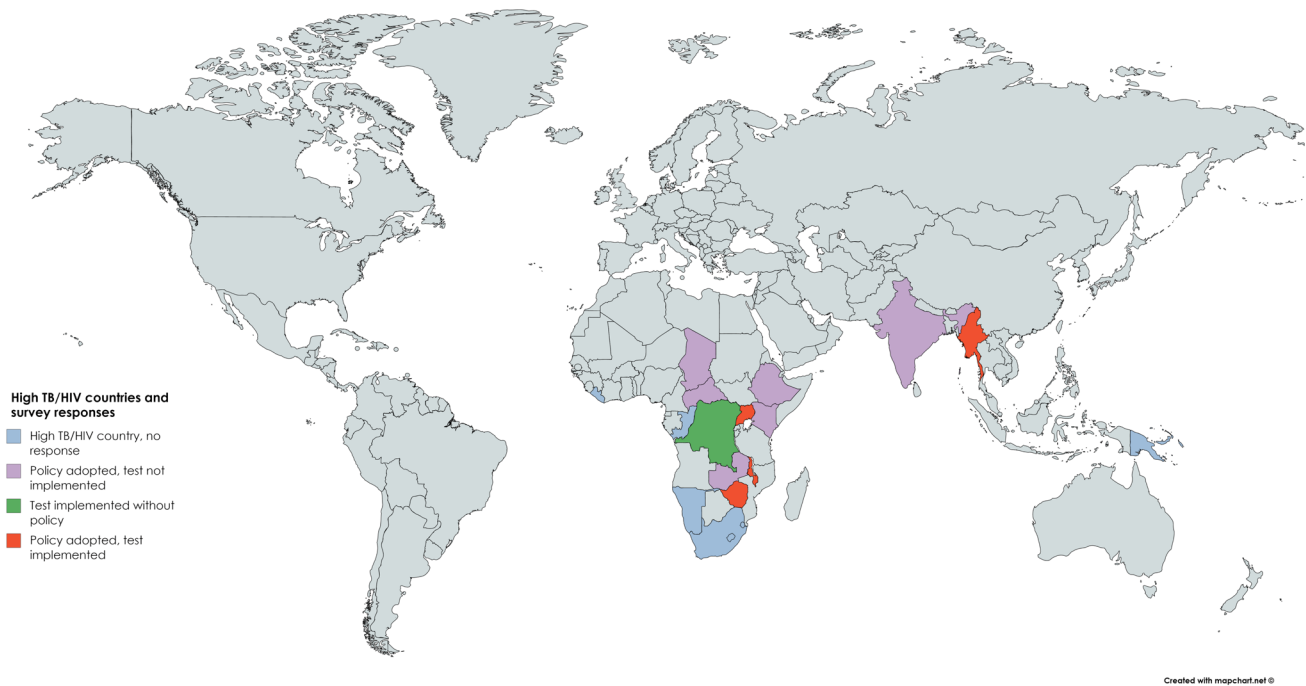 High TB/HIV countries and
survey responses
High TB/HIV country, no
response
Policy adopted, test not
implemented
Test implemented without
policy
Policy adopted, test
implemented
Created with mapchart.net ©